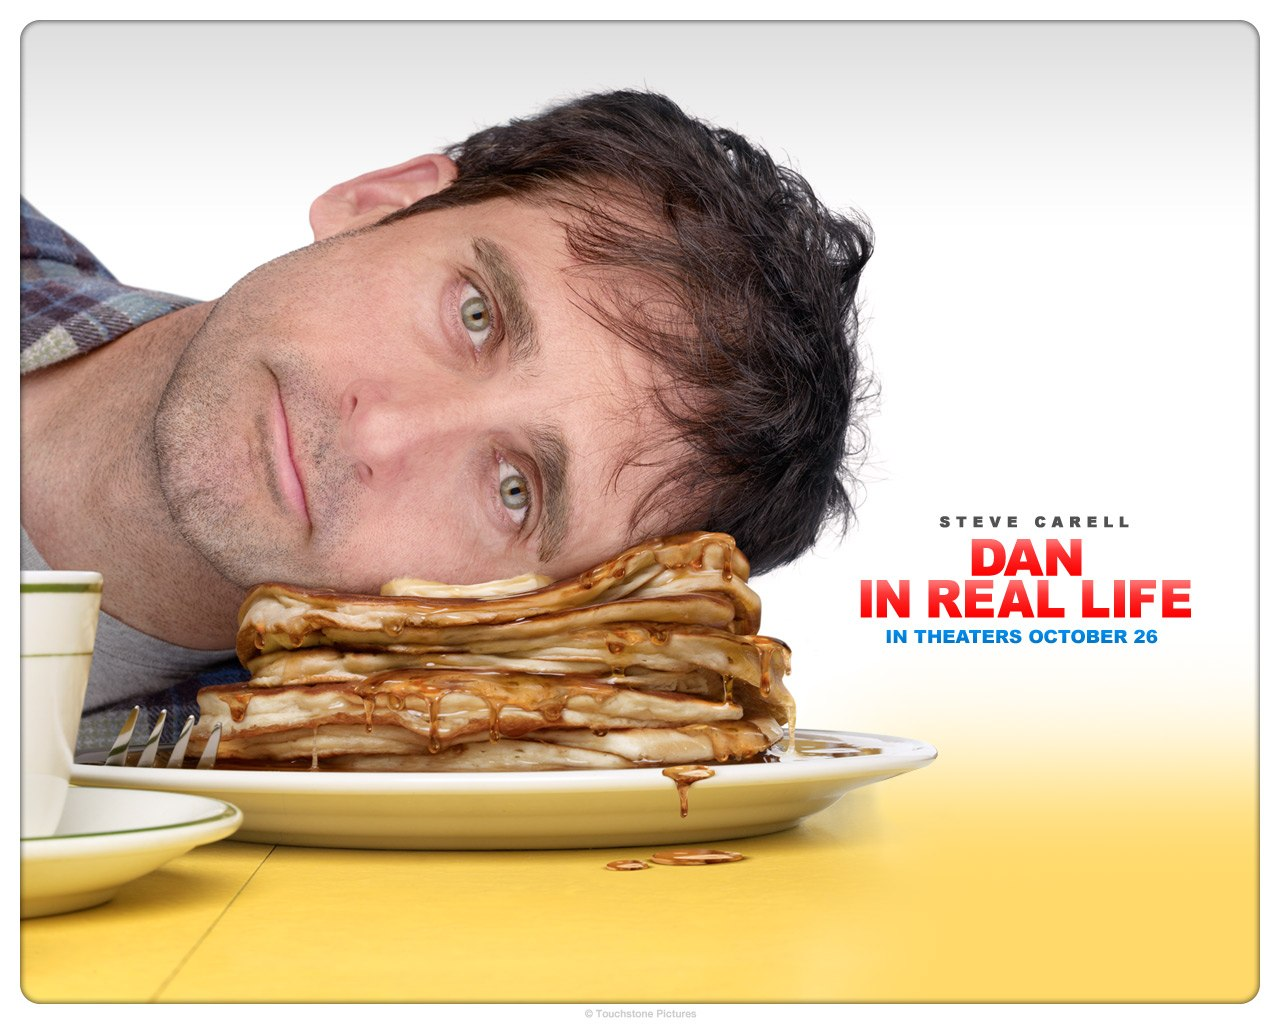 STEVE CARELL
DAN
IN REAL LIFE
IN THEATERS OCTOBER 26
© Touchstone Pictures